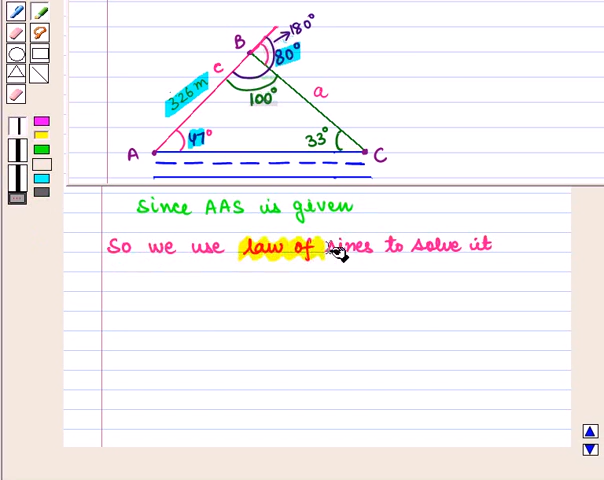 B
→180°
80°
c
326 m
100°
a
A
47°
33°
C
Since AAS is given
So we use law of sines to solve it